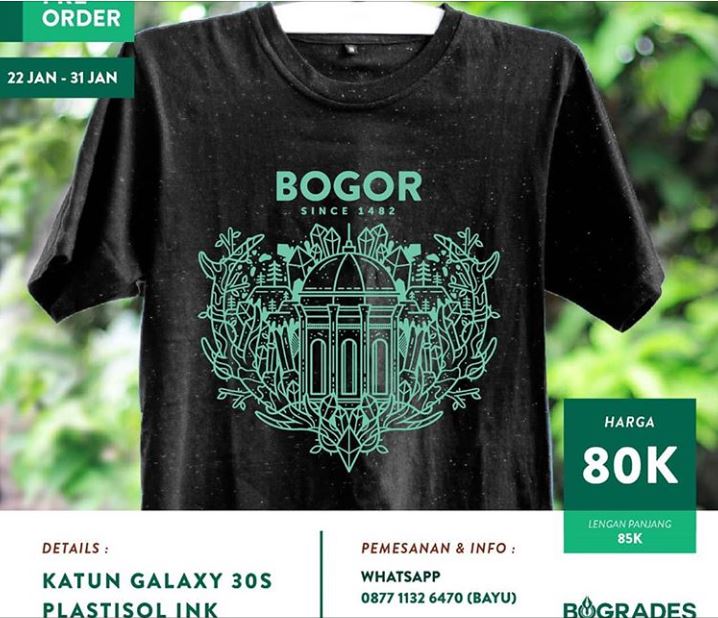 ORDER
22 JAN - 31 JAN
BOGOR
SINCE 1482
HARGA
80K
LENGAN PANJANG
85K
DETAILS :
KATUN GALAXY 30S
PLASTISOL INK
PEMESANAN & INFO :
WHATSAPP
0877 1132 6470 (BAYU)
BOGRADES